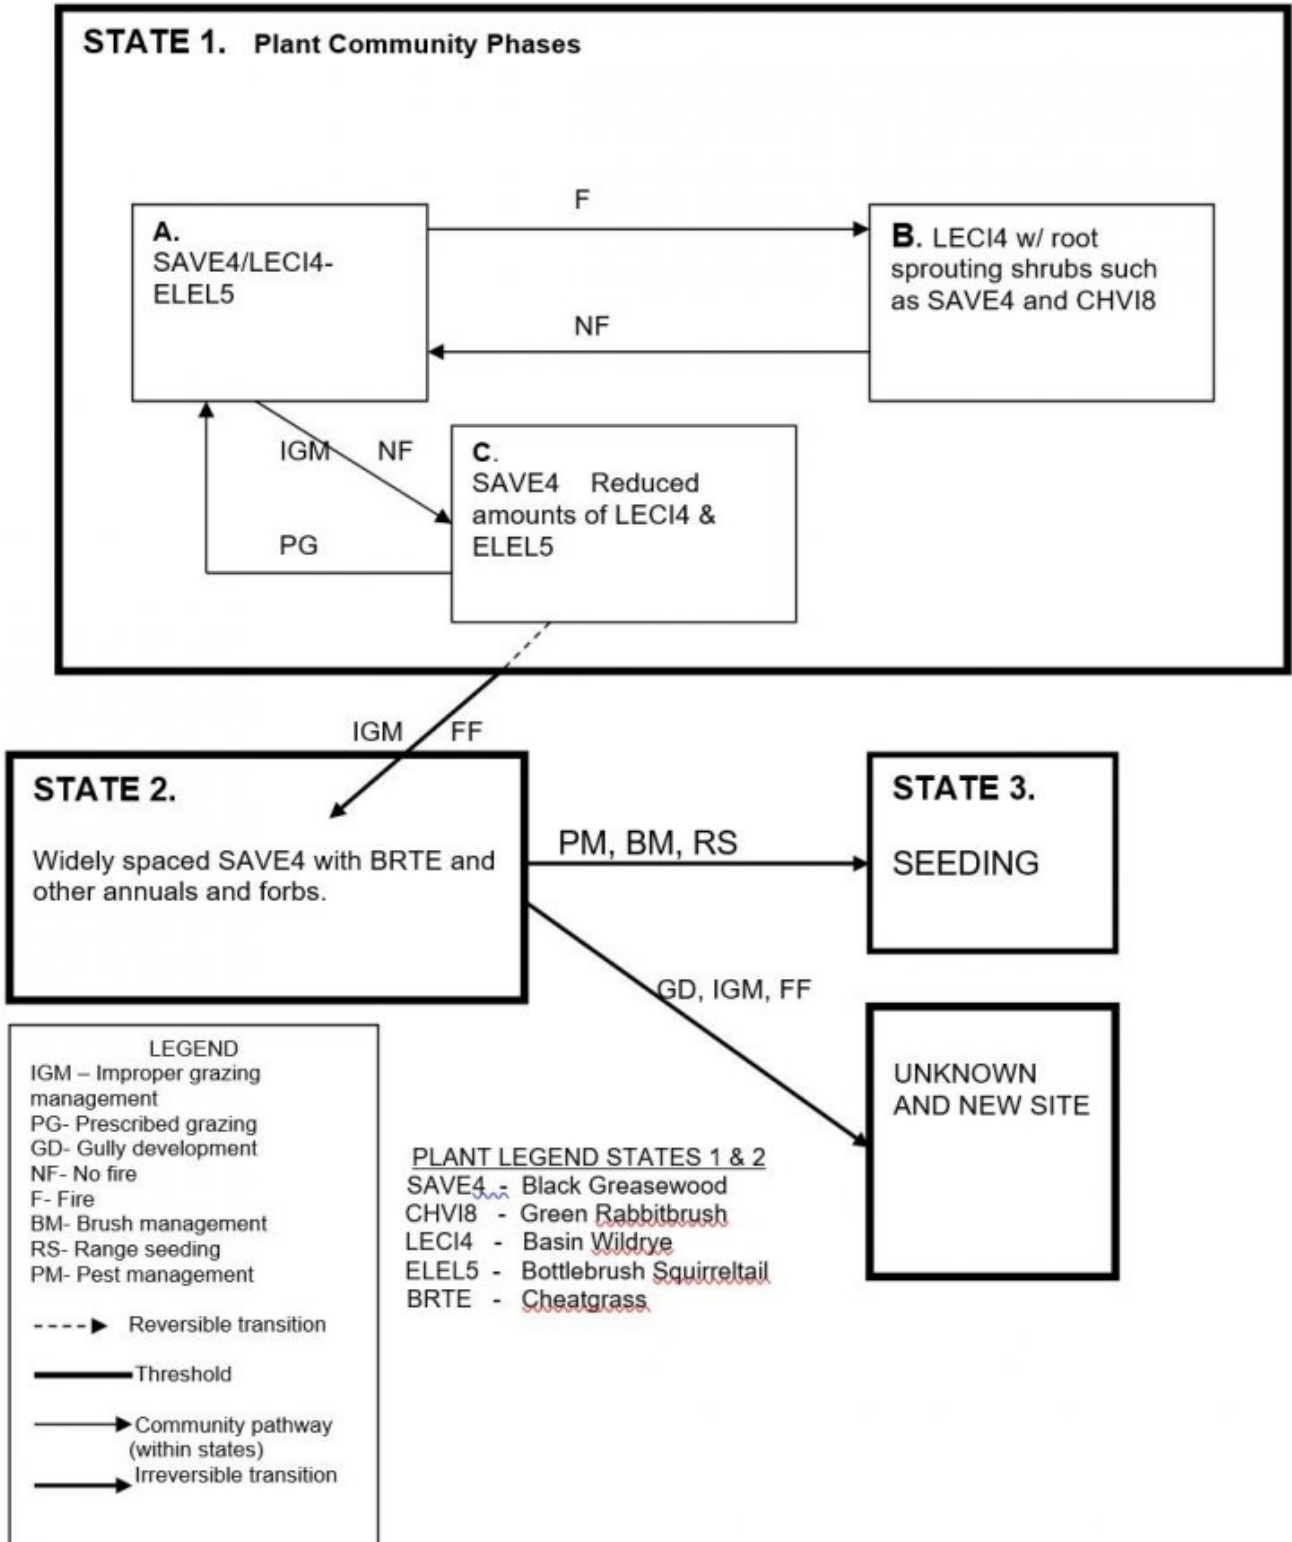 STATE 1. Plant Community Phases
F
A.
SAVE4/LECI4-
ELEL5
B. LECI4 w/ root
sprouting shrubs such
as SAVE4 and CHVI8
NF
IGM NF
C.
SAVE4 Reduced
amounts of LECI4 &
ELEL5
PG
IGM FF
STATE 2.
Widely spaced SAVE4 with BRTE and
other annuals and forbs.
PM, BM, RS
STATE 3.
SEEDING
GD, IGM, FF
UNKNOWN
AND NEW SITE
LEGEND
IGM – Improper grazing
management
PG- Prescribed grazing
GD- Gully development
NF- No fire
F- Fire
BM- Brush management
RS- Range seeding
PM- Pest management
Reversible transition
Threshold
Community pathway
(within states)
Irreversible transition
PLANT LEGEND STATES 1 & 2
SAVE4 - Black Greasewood
CHVI8 - Green Rabbitbrush
LECI4 - Basin Wildrye
ELEL5 - Bottlebrush Squirreltail
BRTE - Cheatgrass